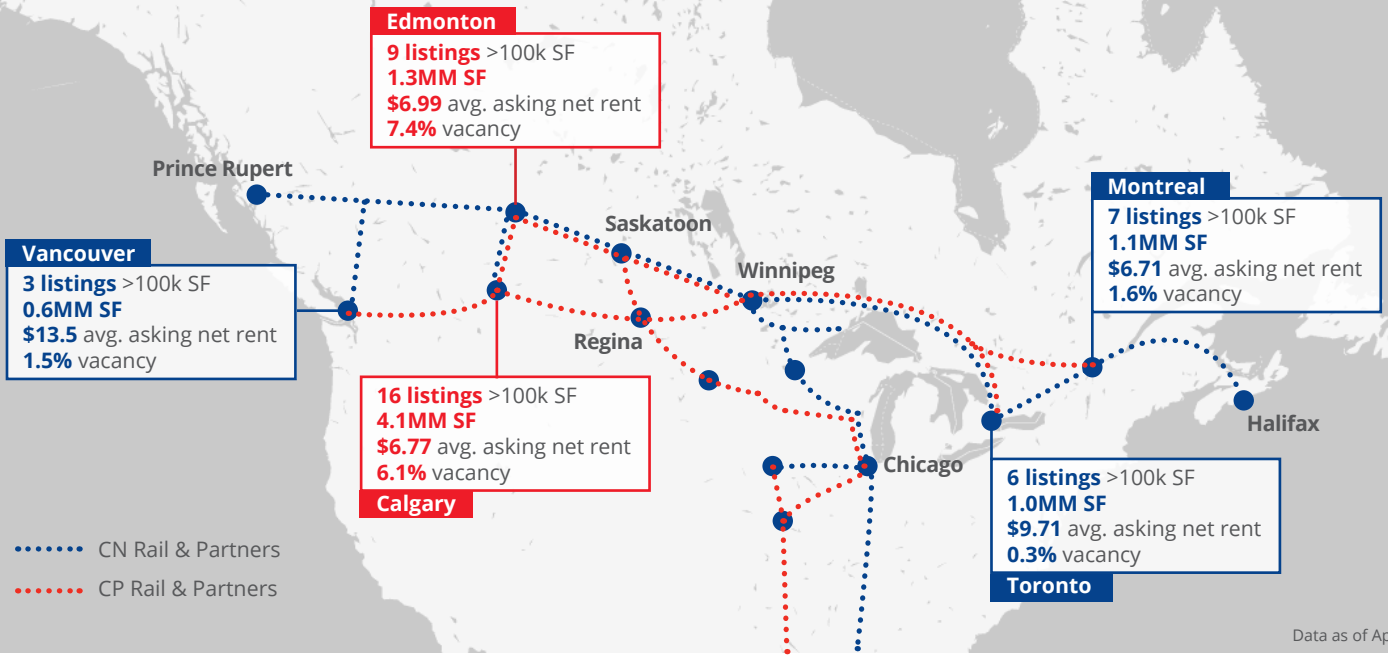 Edmonton
9 listings >100k SF
1.3MM SF
$6.99 avg. asking net rent
7.4% vacancy
Prince Rupert
Saskatoon
Winnipeg
Montreal
7 listings >100k SF
1.1MM SF
$6.71 avg. asking net rent
1.6% vacancy
Vancouver
3 listings >100k SF
0.6MM SF
$13.5 avg. asking net rent
1.5% vacancy
Regina
16 listings >100k SF
4.1MM SF
$6.77 avg. asking net rent
6.1% vacancy
Calgary
Halifax
Chicago
6 listings >100k SF
1.0MM SF
$9.71 avg. asking net rent
0.3% vacancy
Toronto
CN Rail & Partners
CP Rail & Partners
Data as of Ap